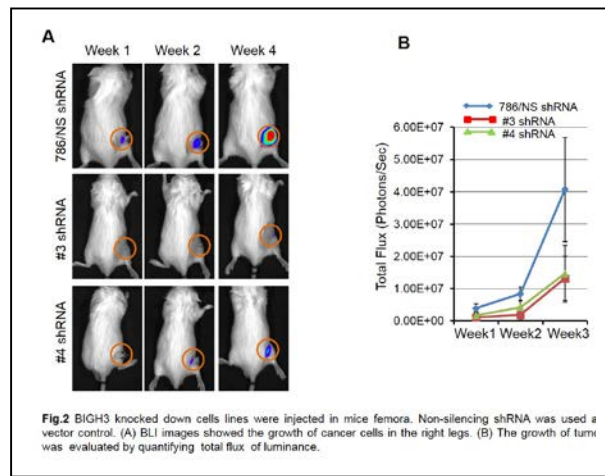 A
B
Week 1 Week 2 Week 4
786/NS shRNA
#3 shRNA
#4 shRNA
786/NS shRNA
#3 shRNA
#4 shRNA
Total Flux (Photons/Sec)
6.00E+07
5.00E+07
4.00E+07
3.00E+07
2.00E+07
1.00E+07
0.00E+00
Week1 Week2 Week3
Fig.2 BIGH3 knocked down cells lines were injected in mice femora. Non-silencing shRNA was used a
vector control. (A) BLI images showed the growth of cancer cells in the right legs. (B) The growth of tumo
was evaluated by quantifying total flux of luminance.